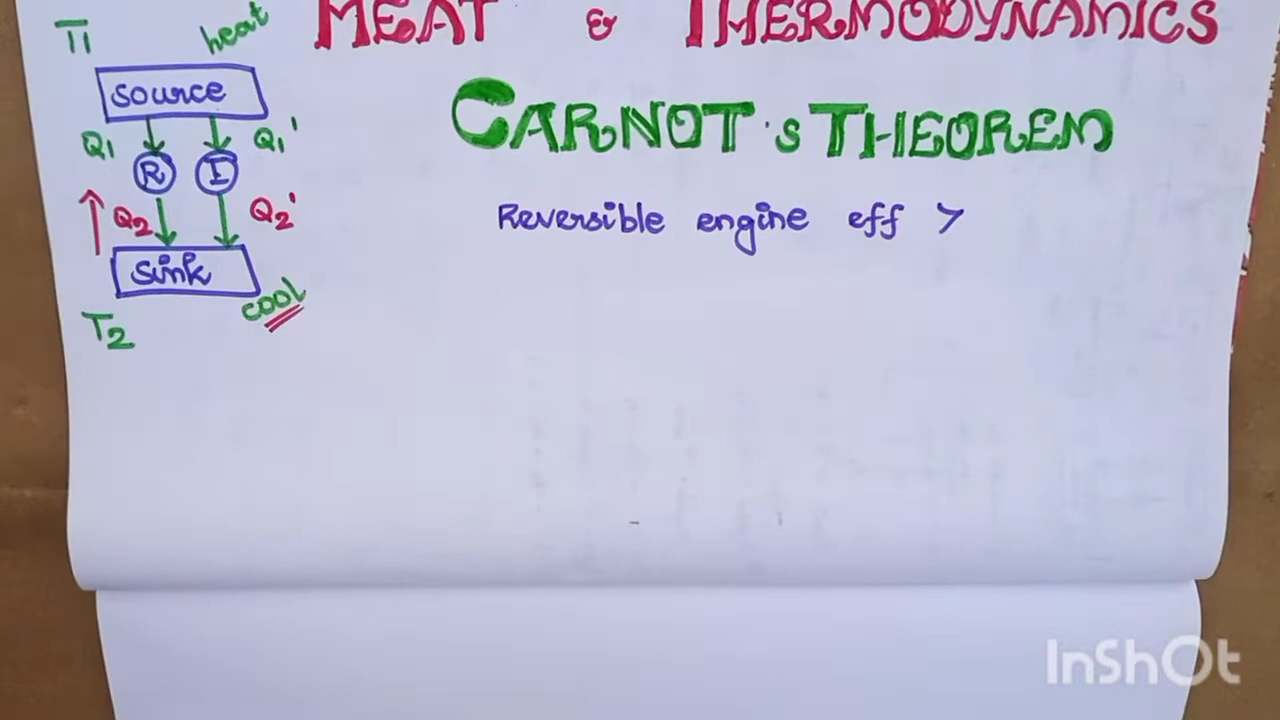 HEAT & THERMODYNAMICS
CARNOT'S THEOREM
Reversible engine eff >
T1
heat
source
Q1
Q1'
R
I
Q2
Q2'
sink
cool
T2
InShOt